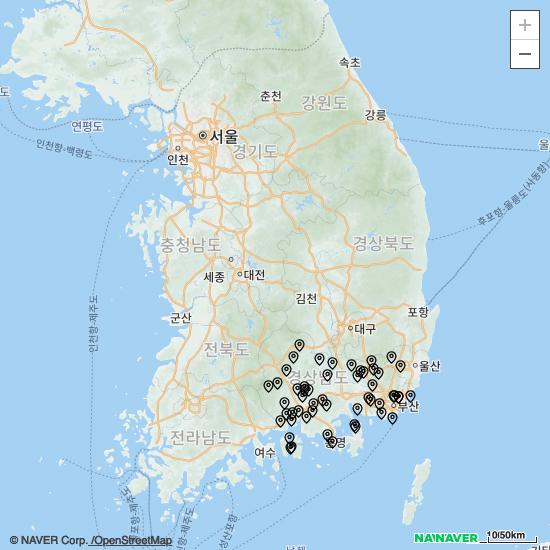 +
−
속초
춘천
강원도
강릉
연평도
서울
인천
경기도
인천항-백령도
울
후포항-울릉도(사동항)
충청남도
경상북도
세종
대전
김천
인천항-제주도
군산
포항
대구
전라북도
울산
경상남도
부산
전라남도
여수
통영
© NAVER Corp. /OpenStreetMap
NA NAVER
10/50km